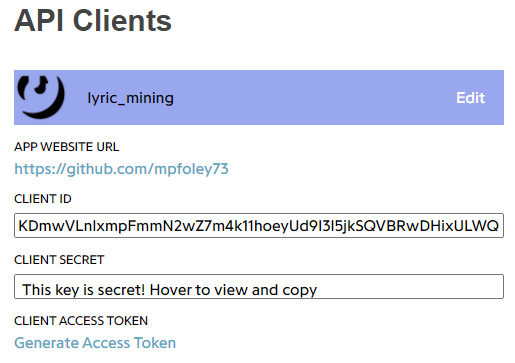 API Clients
lyric_mining Edit
APP WEBSITE URL
https://github.com/mpfoley73
CLIENT ID
KDmwVLnlxmpFmmN2wZ7m4k11hoeyUd9I3I5jkSQVBRwDHixULWQ
CLIENT SECRET
This key is secret! Hover to view and copy
CLIENT ACCESS TOKEN
Generate Access Token